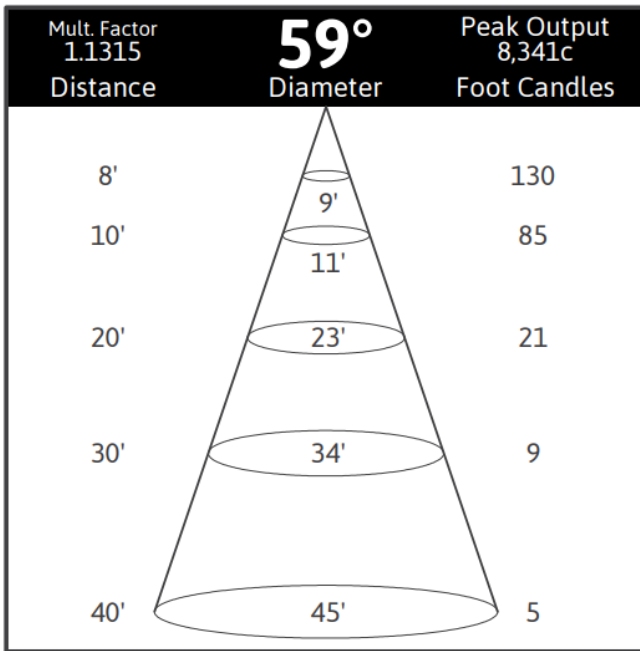 Mult. Factor 59° Peak Output
1.1315 8,341c
Distance Diameter Foot Candles
8' 130
9'
10' 85
11'
20' 23' 21
30' 34' 9
40' 45' 5